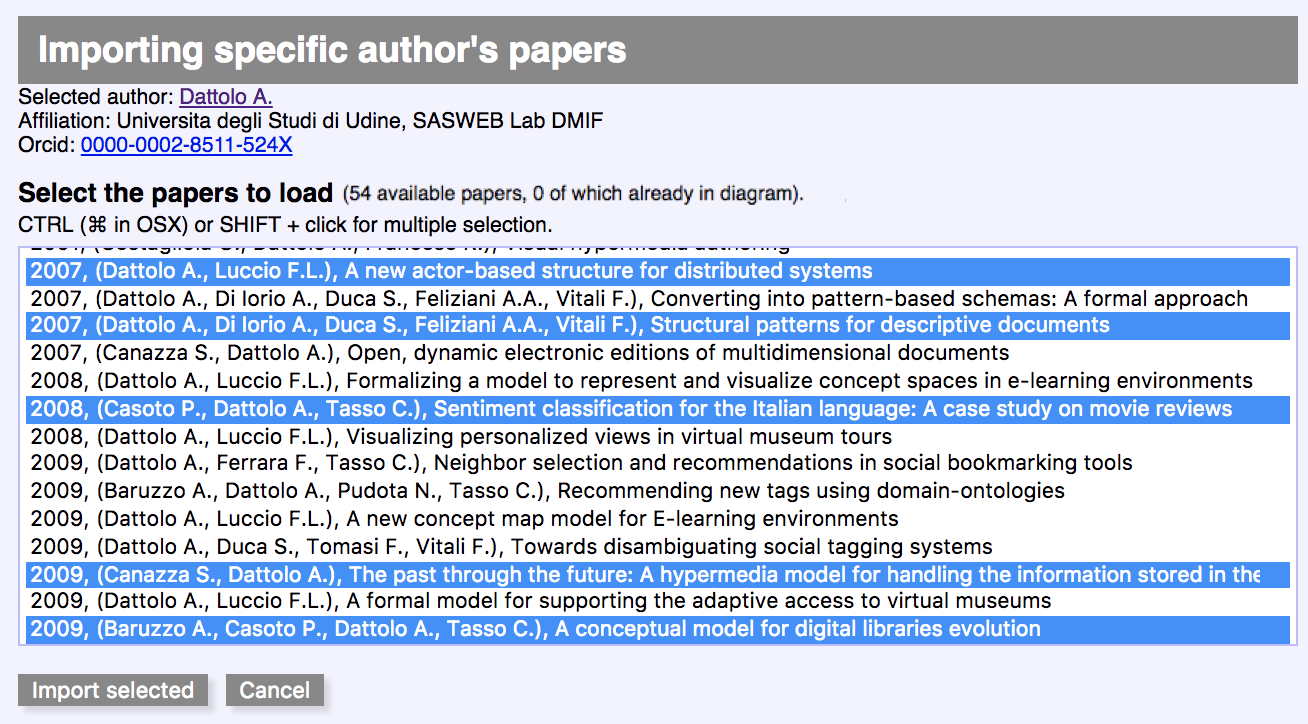 Importing specific author's papers
Selected author: Dattolo A.
Affiliation: Universita degli Studi di Udine, SASWEB Lab DMIF
Orcid: 0000-0002-8511-524X
Select the papers to load (54 available papers, 0 of which already in diagram).
CTRL (⌘ in OSX) or SHIFT + click for multiple selection.
Visual hypermedia authoring
2007, (Dattolo A., Luccio F.L.), A new actor-based structure for distributed systems
2007, (Dattolo A., Di Iorio A., Duca S., Feliziani A.A., Vitali F.), Converting into pattern-based schemas: A formal approach
2007, (Dattolo A., Di Iorio A., Duca S., Feliziani A.A., Vitali F.), Structural patterns for descriptive documents
2007, (Canazza S., Dattolo A.), Open, dynamic electronic editions of multidimensional documents
2008, (Dattolo A., Luccio F.L.), Formalizing a model to represent and visualize concept spaces in e-learning environments
2008, (Casoto P., Dattolo A., Tasso C.), Sentiment classification for the Italian language: A case study on movie reviews
2008, (Dattolo A., Luccio F.L.), Visualizing personalized views in virtual museum tours
2009, (Dattolo A., Ferrara F., Tasso C.), Neighbor selection and recommendations in social bookmarking tools
2009, (Baruzzo A., Dattolo A., Pudota N., Tasso C.), Recommending new tags using domain-ontologies
2009, (Dattolo A., Luccio F.L.), A new concept map model for E-learning environments
2009, (Dattolo A., Duca S., Tomasi F., Vitali F.), Towards disambiguating social tagging systems
2009, (Canazza S., Dattolo A.), The past through the future: A hypermedia model for handling the information stored in the
2009, (Dattolo A., Luccio F.L.), A formal model for supporting the adaptive access to virtual museums
2009, (Baruzzo A., Casoto P., Dattolo A., Tasso C.), A conceptual model for digital libraries evolution
Import selected
Cancel